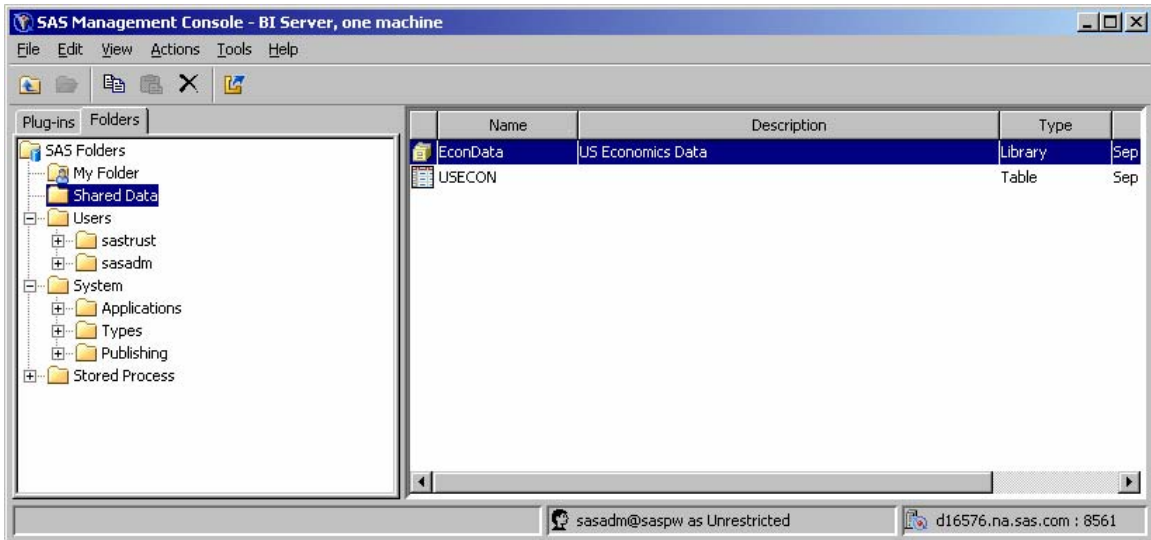 SAS Management Console - BI Server, one machine
File Edit View Actions Tools Help
Plug-ins Folders
Name Description Type
SAS Folders
My Folder
Shared Data
Users
sastrust
sasadm
System
Applications
Types
Publishing
Stored Process
EconData US Economics Data Library Sep
USECON Table Sep
sasadm@saspw as Unrestricted d16576.na.sas.com : 8561